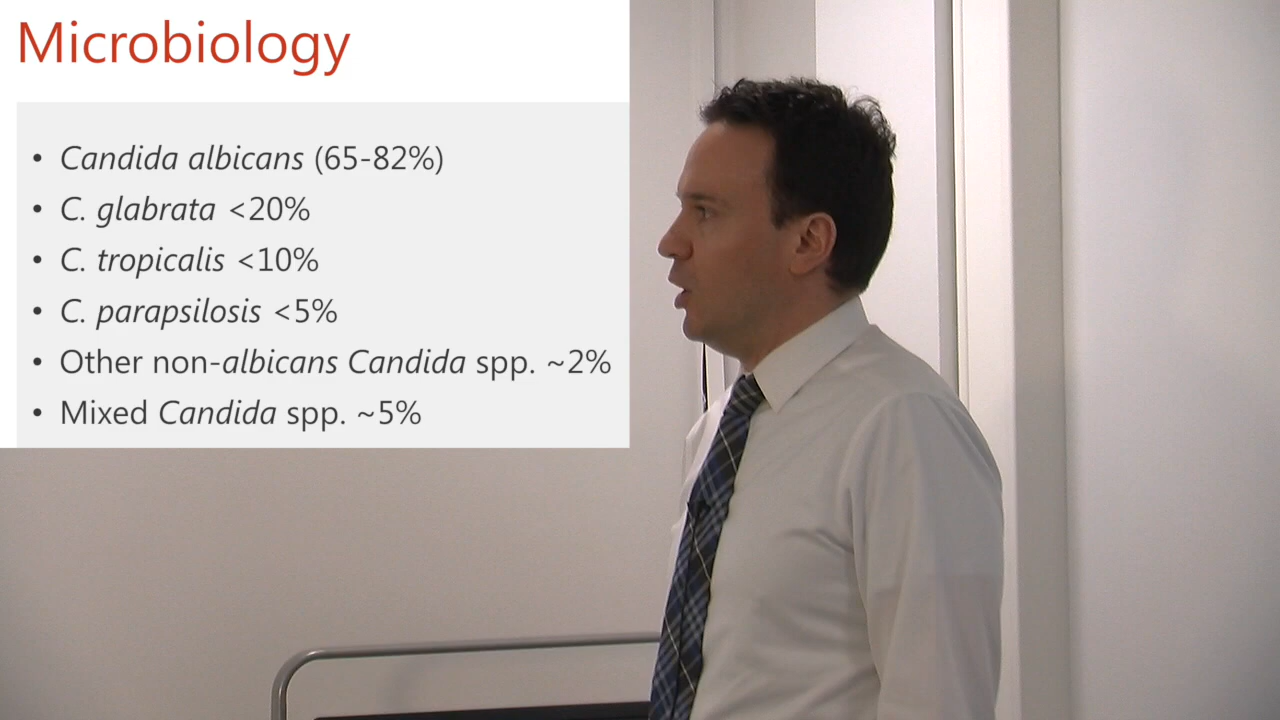 Microbiology
• Candida albicans (65-82%)
• C. glabrata <20%
• C. tropicalis <10%
• C. parapsilosis <5%
• Other non-albicans Candida spp. ~2%
• Mixed Candida spp. ~5%